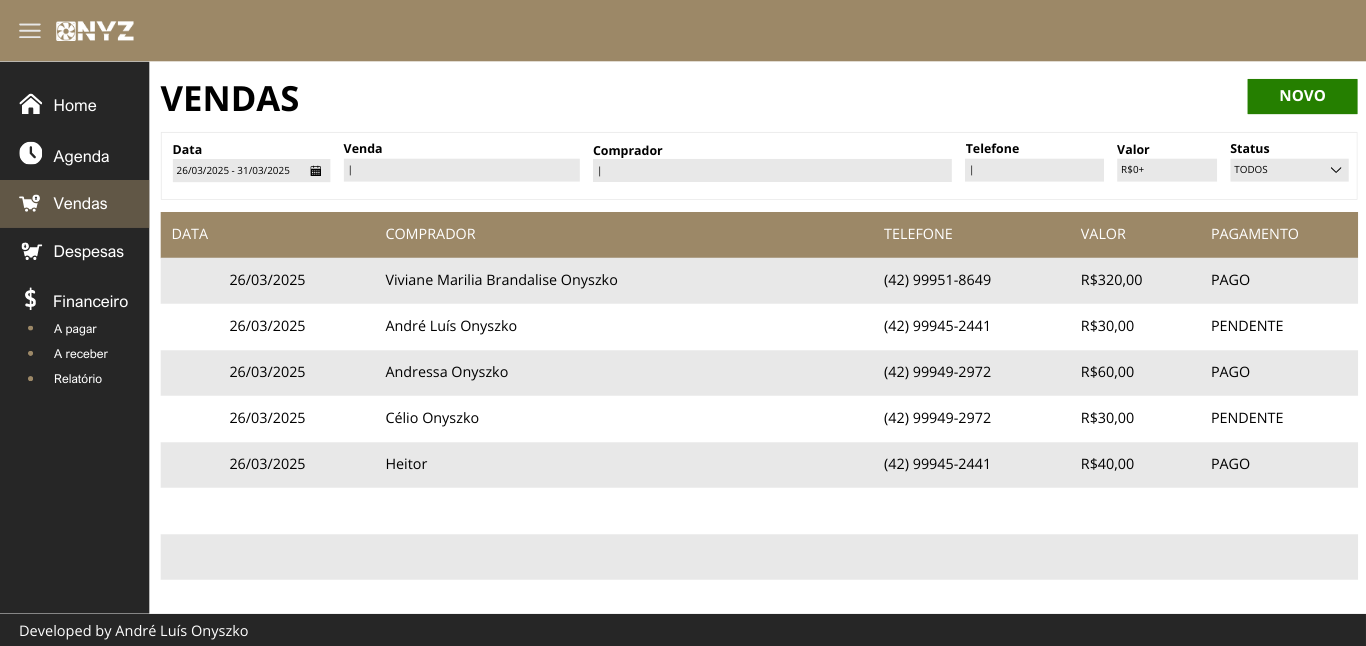 ONYZ
Home
Agenda
Vendas
Despesas
$ Financeiro
A pagar
A receber
Relatório
VENDAS
NOVO
Data Venda Comprador Telefone Valor Status
26/03/2025 - 31/03/2025 | | | R$0+ TODOS
DATA COMPRADOR TELEFONE VALOR PAGAMENTO
26/03/2025 Viviane Marilia Brandalise Onyszko (42) 99951-8649 R$320,00 PAGO
26/03/2025 André Luís Onyszko (42) 99945-2441 R$30,00 PENDENTE
26/03/2025 Andressa Onyszko (42) 99949-2972 R$60,00 PAGO
26/03/2025 Célio Onyszko (42) 99949-2972 R$30,00 PENDENTE
26/03/2025 Heitor (42) 99945-2441 R$40,00 PAGO
Developed by André Luís Onyszko